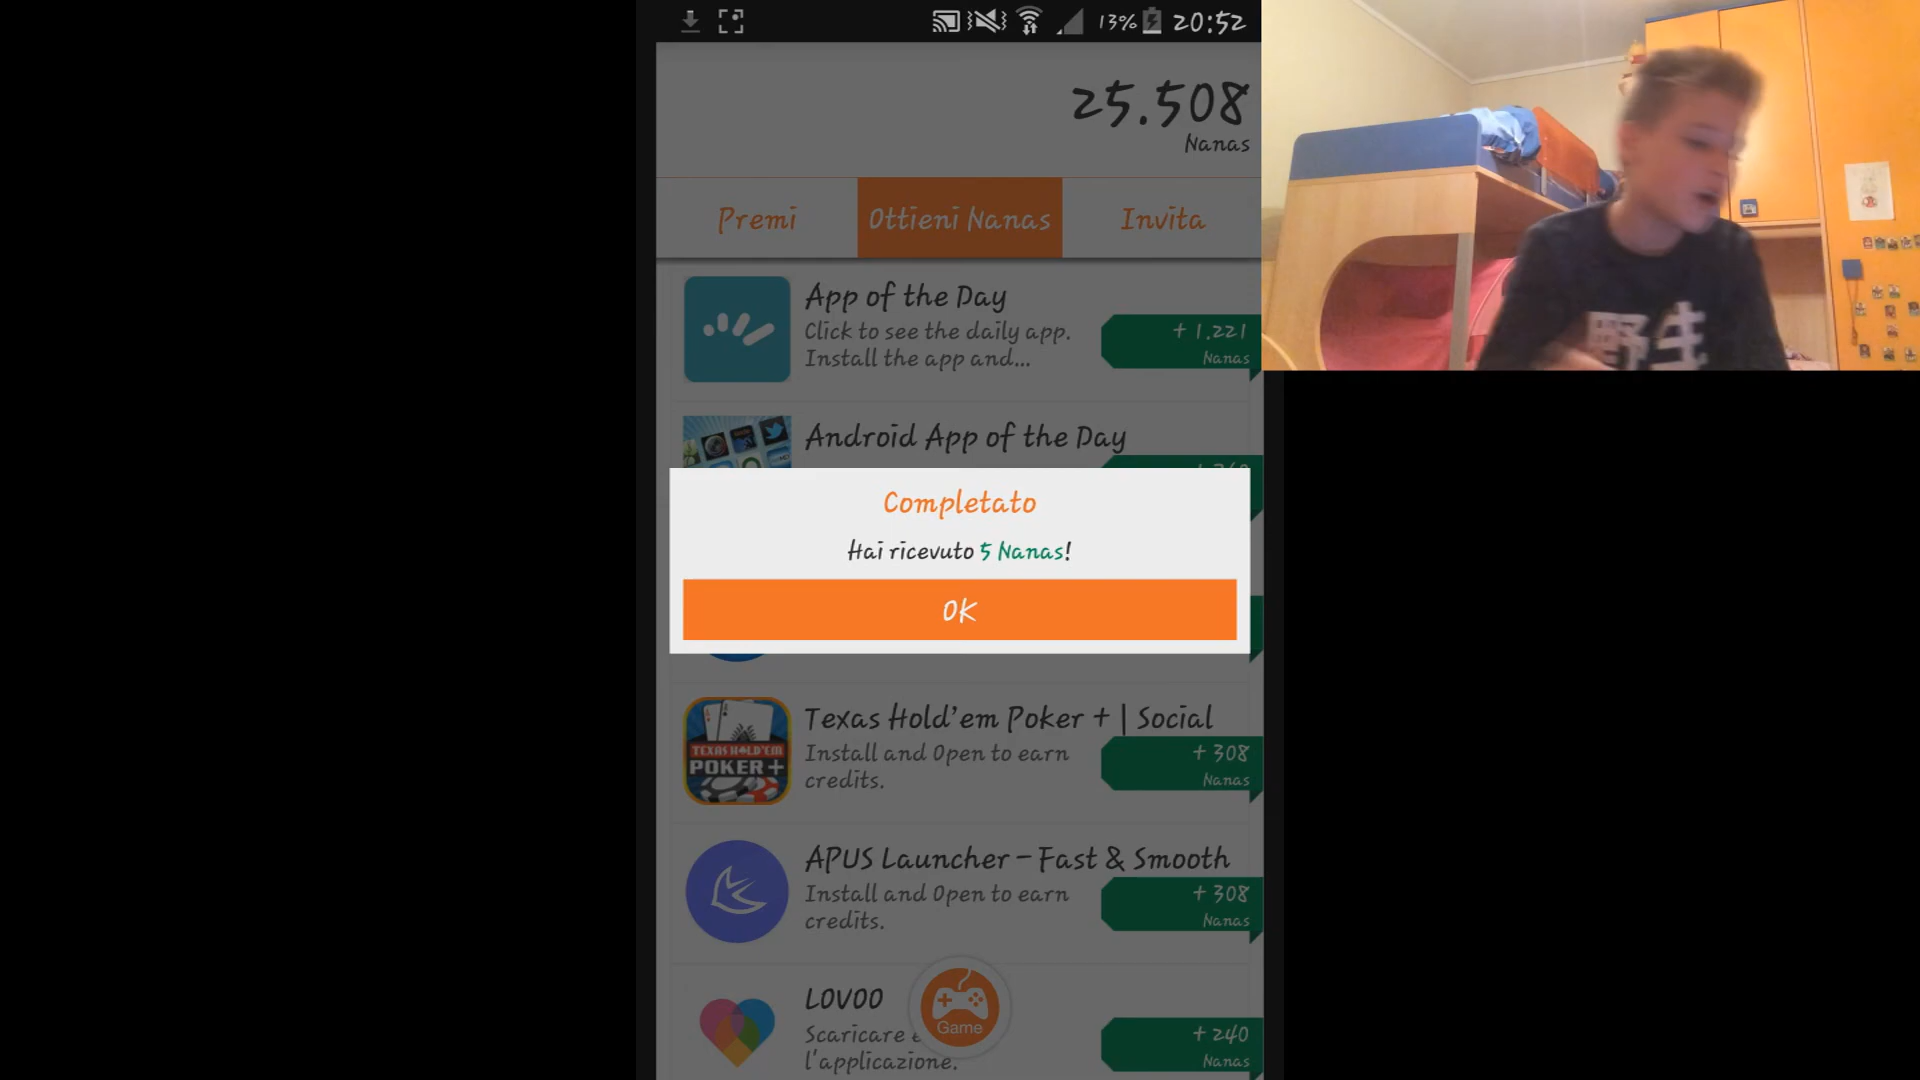 13% 20:52
25.508
Nanas
Premi
Ottieni Nanas
Invita
App of the Day
Click to see the daily app.
Install the app and...
+ 1.221
Nanas
Android App of the Day
Completato
Hai ricevuto 5 Nanas!
OK
Texas Hold'em Poker + | Social
Install and Open to earn
credits.
+ 308
Nanas
TEXAS HOLD'EM
POKER +
APUS Launcher - Fast & Smooth
Install and Open to earn
credits.
+ 308
Nanas
LOVOO
Scaricare
l'applicazione.
+ 240
Nanas
Game
野生